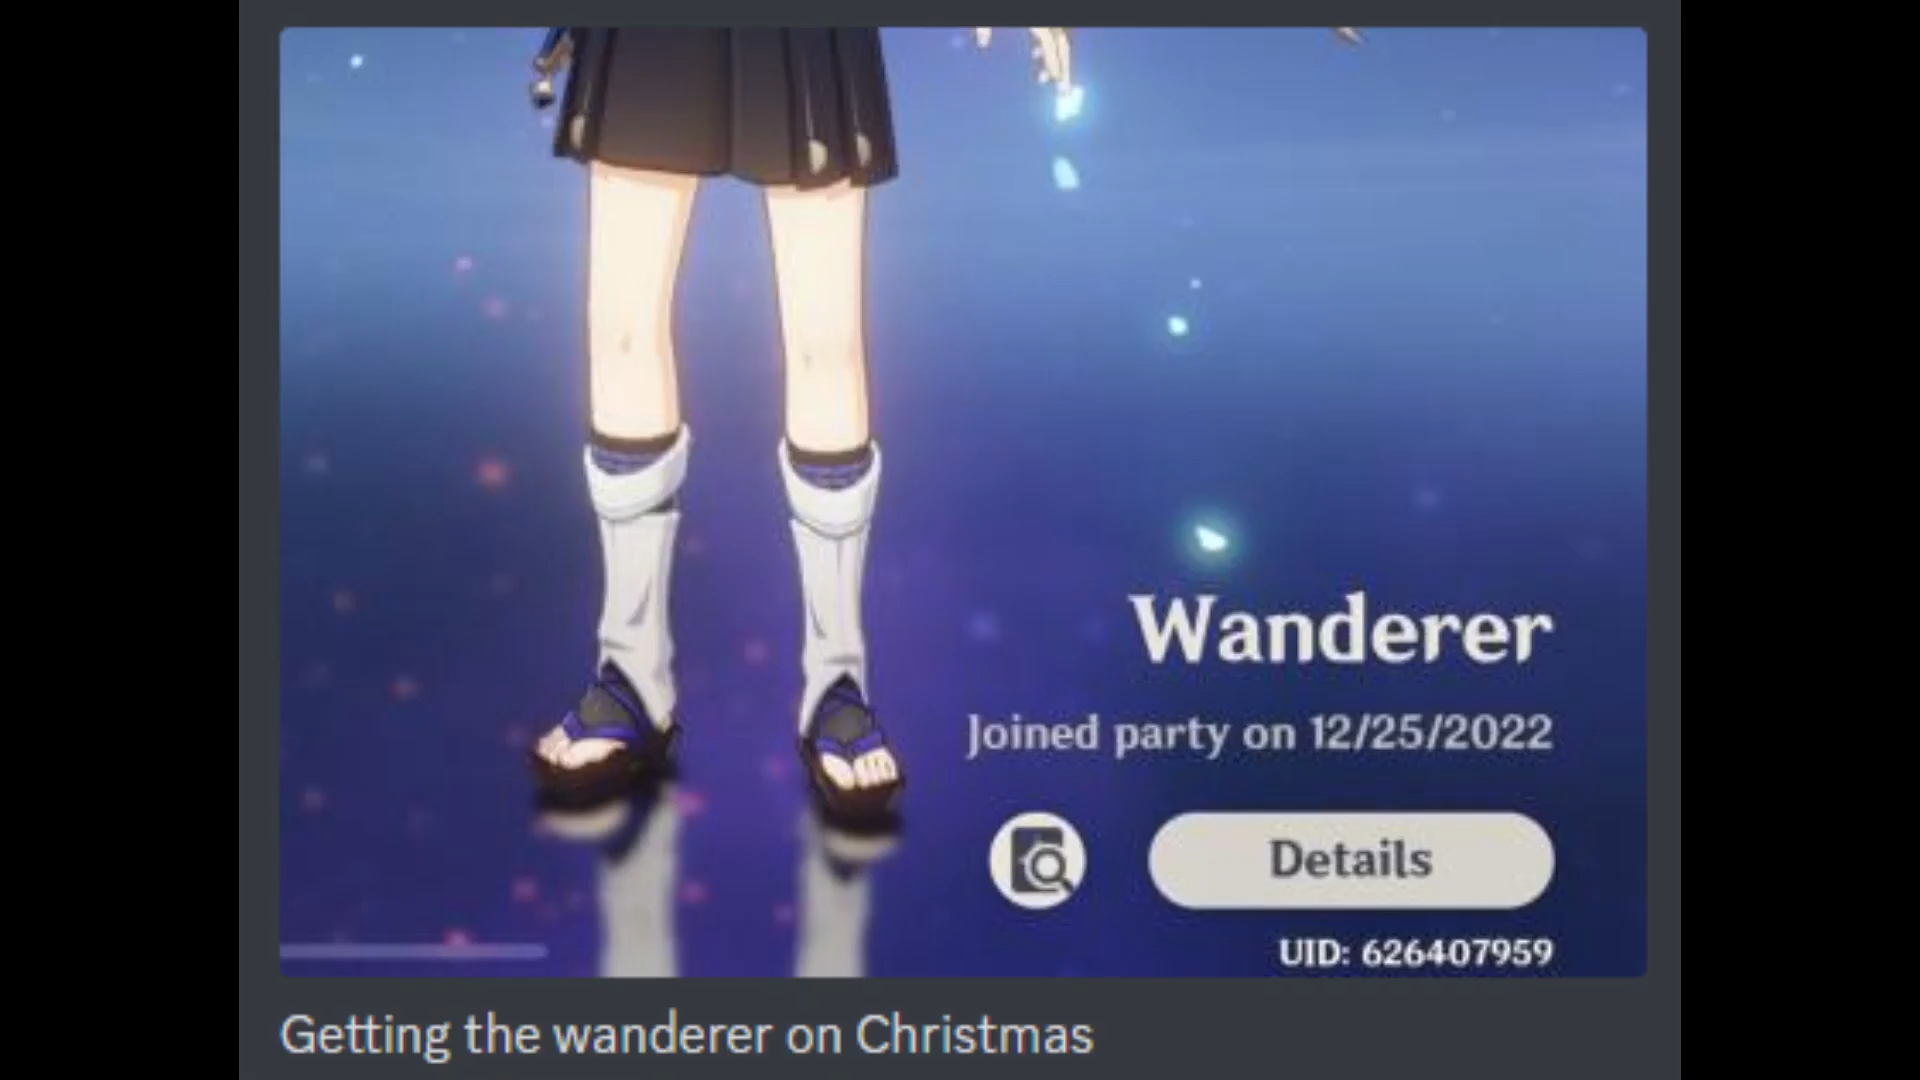 Wanderer
Joined party on 12/25/2022
Details
UID: 626407959
Getting the wanderer on Christmas